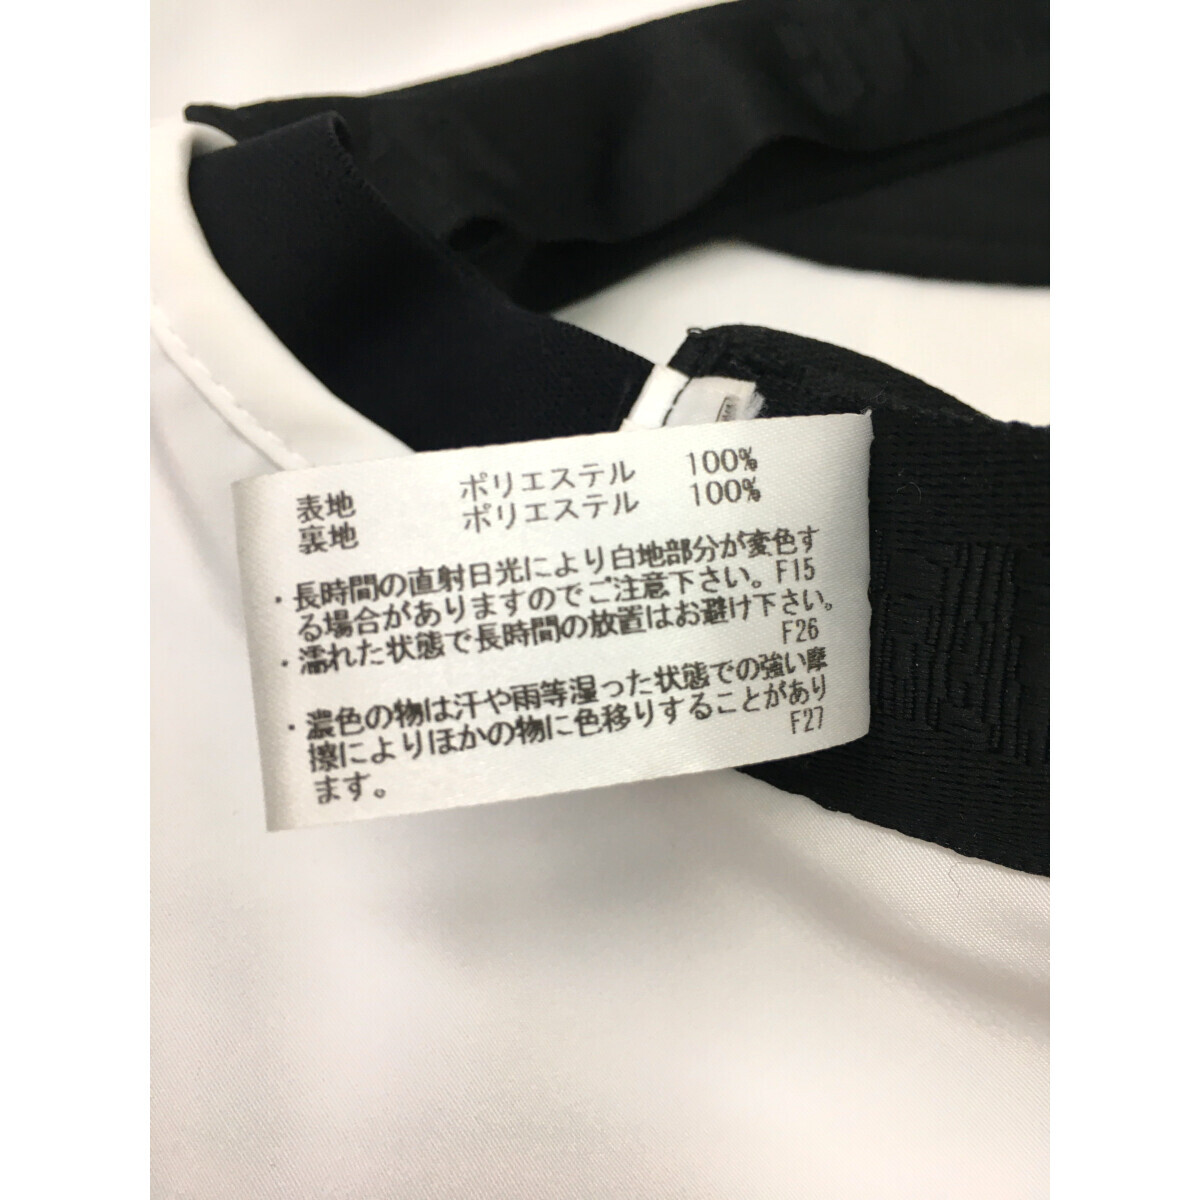 表地 ポリエステル 100%
裏地 ポリエステル 100%
・長時間の直射日光により白地部分が変色す
る場合がありますのでご注意下さい。F15
・濡れた状態で長時間の放置はお避け下さい。
F26
・濃色の物は汗や雨等湿った状態での強い摩
擦によりほかの物に色移りすることがあり
ます。 F27